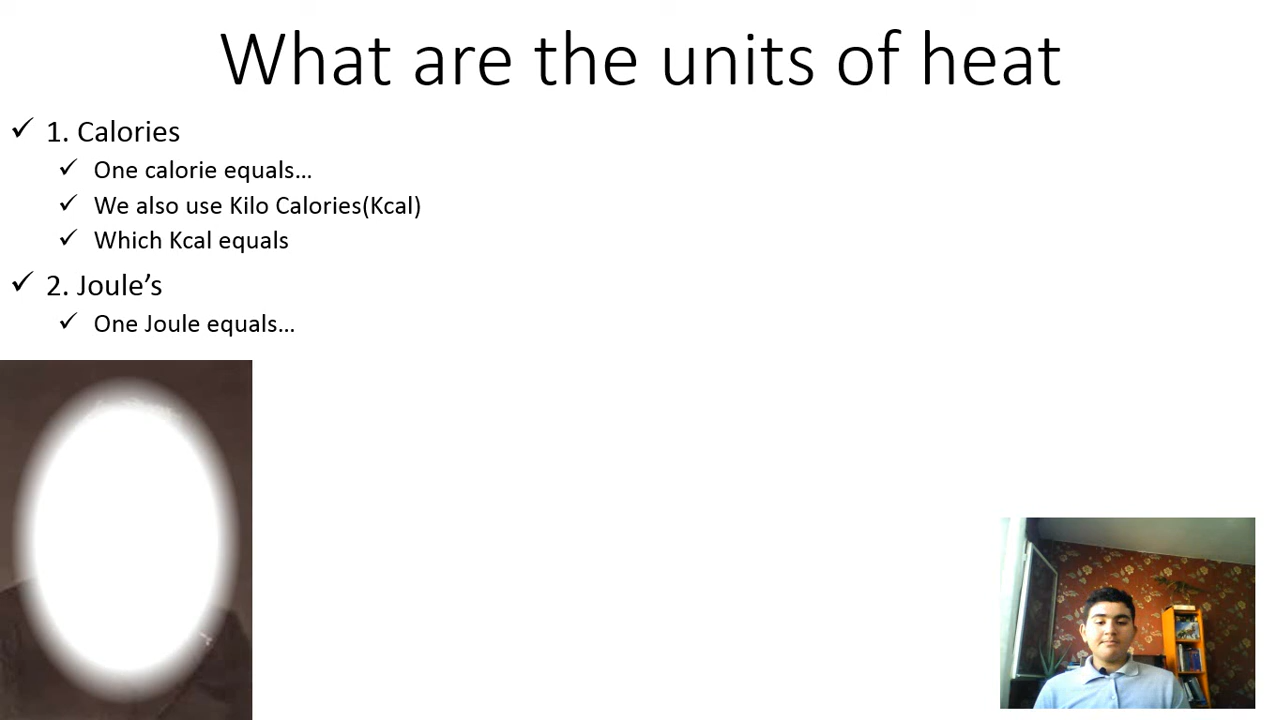 What are the units of heat
✓ 1. Calories
✓ One calorie equals…
✓ We also use Kilo Calories(Kcal)
✓ Which Kcal equals
✓ 2. Joule’s
✓ One Joule equals…